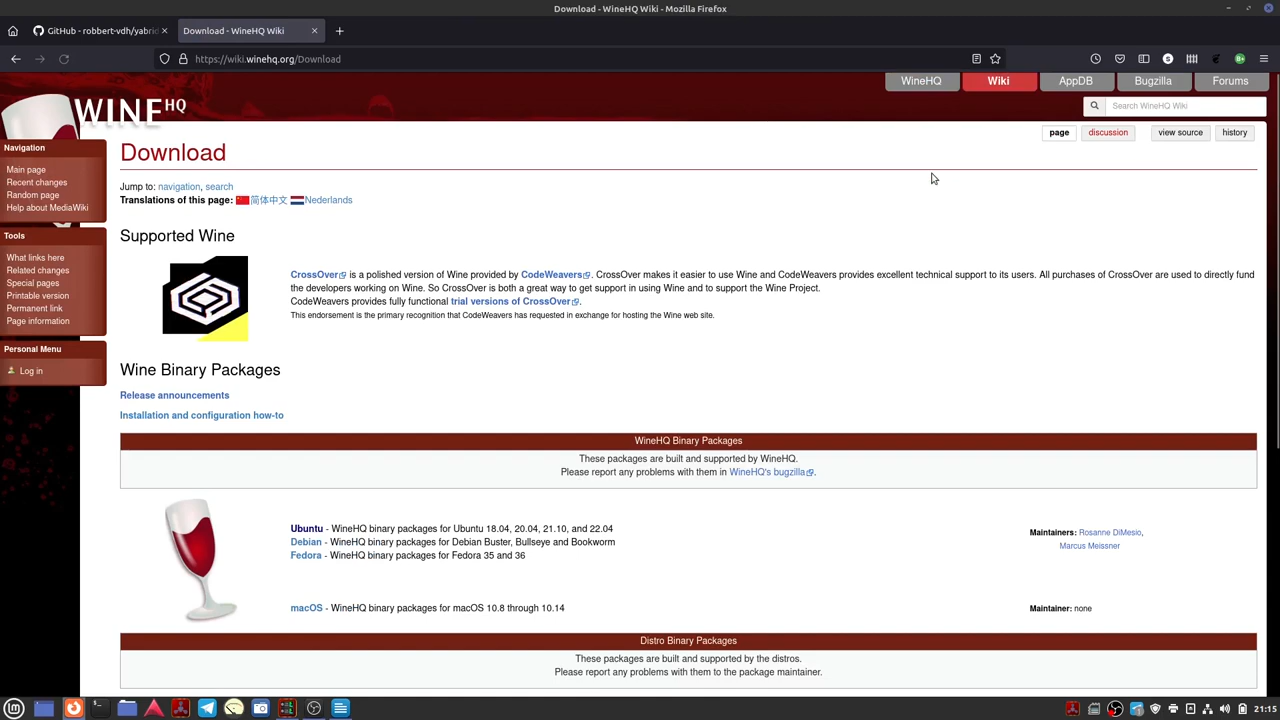 Download - WineHQ Wiki - Mozilla Firefox
GitHub - robbert-vdh/yabrid
Download - WineHQ Wiki
https://wiki.winehq.org/Download
WineHQ
Wiki
AppDB
Bugzilla
Forums
WINE HQ
Search WineHQ Wiki
page
discussion
view source
history
Navigation
Main page
Recent changes
Random page
Help about MediaWiki
Tools
What links here
Related changes
Special pages
Printable version
Permanent link
Page information
Personal Menu
Log in
Download
Jump to: navigation, search
Translations of this page: 简体中文 Nederlands
Supported Wine
CrossOver is a polished version of Wine provided by CodeWeavers. CrossOver makes it easier to use Wine and CodeWeavers provides excellent technical support to its users. All purchases of CrossOver are used to directly fund
the developers working on Wine. So CrossOver is both a great way to get support in using Wine and to support the Wine Project.
CodeWeavers provides fully functional trial versions of CrossOver.
This endorsement is the primary recognition that CodeWeavers has requested in exchange for hosting the Wine web site.
Wine Binary Packages
Release announcements
Installation and configuration how-to
WineHQ Binary Packages
These packages are built and supported by WineHQ.
Please report any problems with them in WineHQ's bugzilla.
Ubuntu - WineHQ binary packages for Ubuntu 18.04, 20.04, 21.10, and 22.04
Debian - WineHQ binary packages for Debian Buster, Bullseye and Bookworm
Fedora - WineHQ binary packages for Fedora 35 and 36
Maintainers: Rosanne DiMesio,
Marcus Meissner
macOS - WineHQ binary packages for macOS 10.8 through 10.14
Maintainer: none
Distro Binary Packages
These packages are built and supported by the distros.
Please report any problems with them to the package maintainer.
21:15